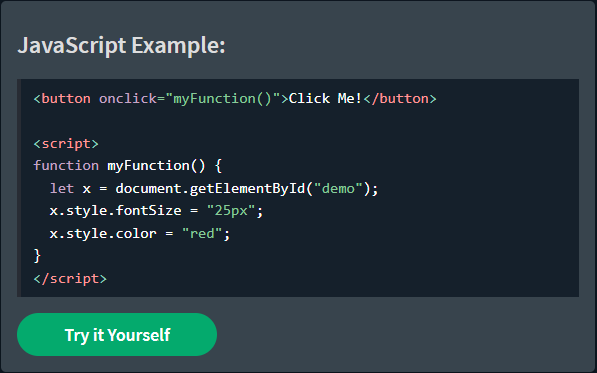 JavaScript Example:
<button onclick="myFunction()">Click Me!</button>

<script>
function myFunction() {
  let x = document.getElementById("demo");
  x.style.fontSize = "25px";
  x.style.color = "red";
}
</script>
Try it Yourself